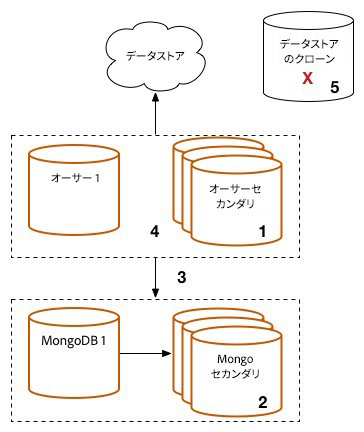 データストア
データストア
のクローン
X
5
オーサー 1
オーサーセ
カンダリ
4
1
3
MongoDB 1
Mongo
セカンダリ
2